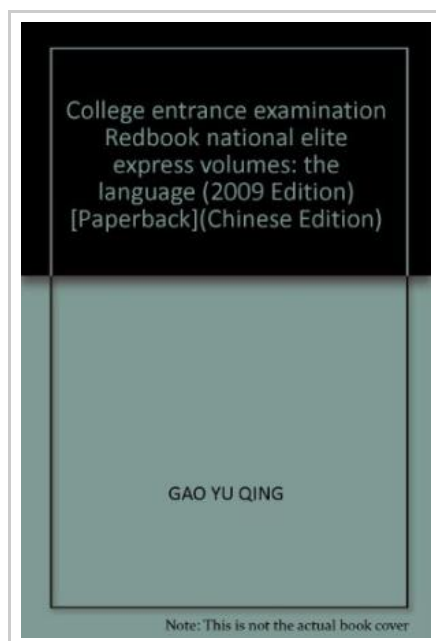 College entrance examination
Redbook national elite
express volumes: the
language (2009 Edition)
[Paperback](Chinese Edition)
GAO YU QING
Note: This is not the actual book cover